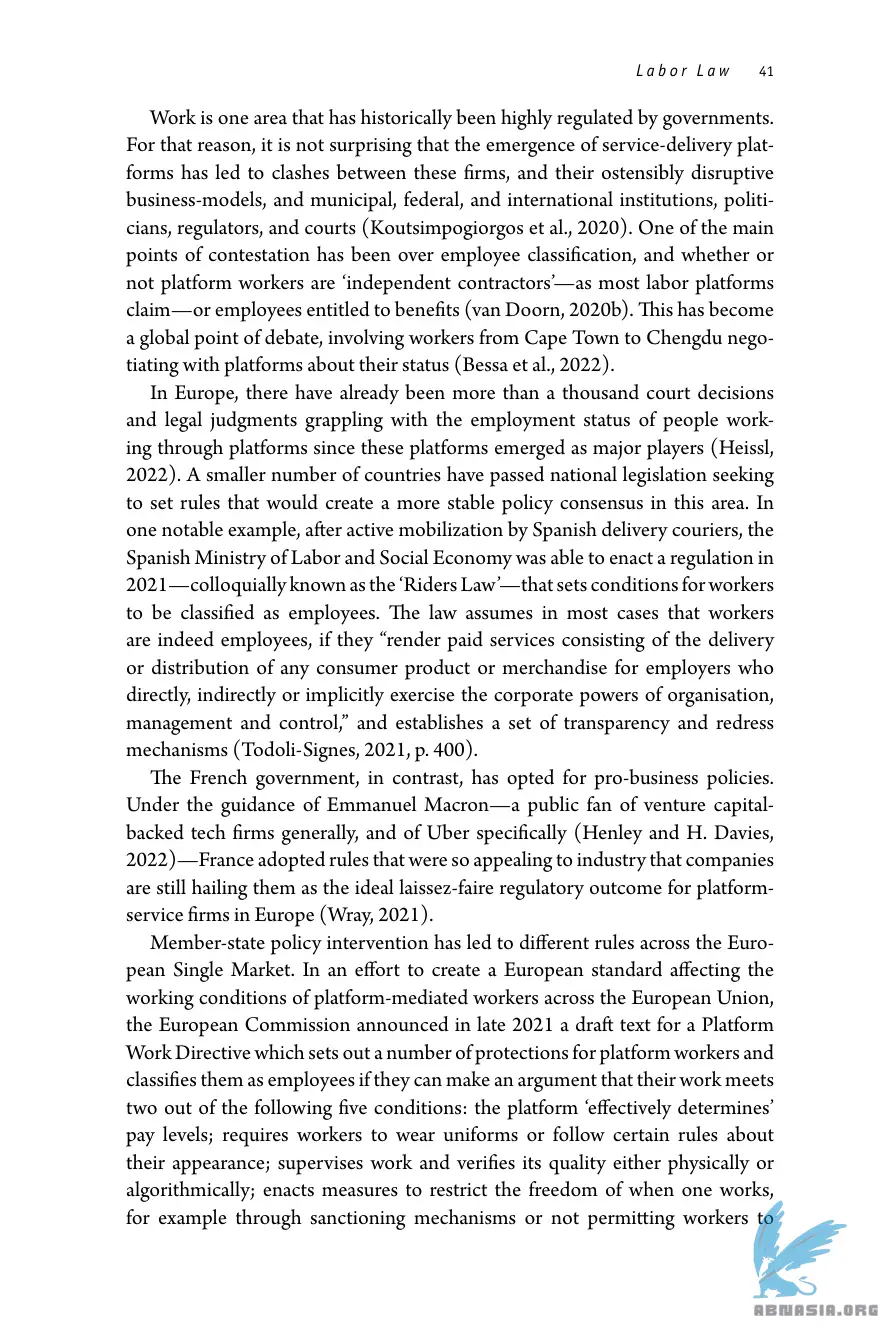 Labor Law 41
Work is one area that has historically been highly regulated by governments.
For that reason, it is not surprising that the emergence of service-delivery plat-
forms has led to clashes between these firms, and their ostensibly disruptive
business-models, and municipal, federal, and international institutions, politi-
cians, regulators, and courts (Koutsimpogiorgos et al., 2020). One of the main
points of contestation has been over employee classification, and whether or
not platform workers are ‘independent contractors’—as most labor platforms
claim—or employees entitled to benefits (van Doorn, 2020b). This has become
a global point of debate, involving workers from Cape Town to Chengdu nego-
tiating with platforms about their status (Bessa et al., 2022).
In Europe, there have already been more than a thousand court decisions
and legal judgments grappling with the employment status of people work-
ing through platforms since these platforms emerged as major players (Heissl,
2022). A smaller number of countries have passed national legislation seeking
to set rules that would create a more stable policy consensus in this area. In
one notable example, after active mobilization by Spanish delivery couriers, the
Spanish Ministry of Labor and Social Economy was able to enact a regulation in
2021—colloquially known as the ‘Riders Law’—that sets conditions for workers
to be classified as employees. The law assumes in most cases that workers
are indeed employees, if they “render paid services consisting of the delivery
or distribution of any consumer product or merchandise for employers who
directly, indirectly or implicitly exercise the corporate powers of organisation,
management and control,” and establishes a set of transparency and redress
mechanisms (Todoli-Signes, 2021, p. 400).
The French government, in contrast, has opted for pro-business policies.
Under the guidance of Emmanuel Macron—a public fan of venture capital-
backed tech firms generally, and of Uber specifically (Henley and H. Davies,
2022)—France adopted rules that were so appealing to industry that companies
are still hailing them as the ideal laissez-faire regulatory outcome for platform-
service firms in Europe (Wray, 2021).
Member-state policy intervention has led to different rules across the Euro-
pean Single Market. In an effort to create a European standard affecting the
working conditions of platform-mediated workers across the European Union,
the European Commission announced in late 2021 a draft text for a Platform
Work Directive which sets out a number of protections for platform workers and
classifies them as employees if they can make an argument that their work meets
two out of the following five conditions: the platform ‘effectively determines’
pay levels; requires workers to wear uniforms or follow certain rules about
their appearance; supervises work and verifies its quality either physically or
algorithmically; enacts measures to restrict the freedom of when one works,
for example through sanctioning mechanisms or not permitting workers to
ABNASIA.ORG